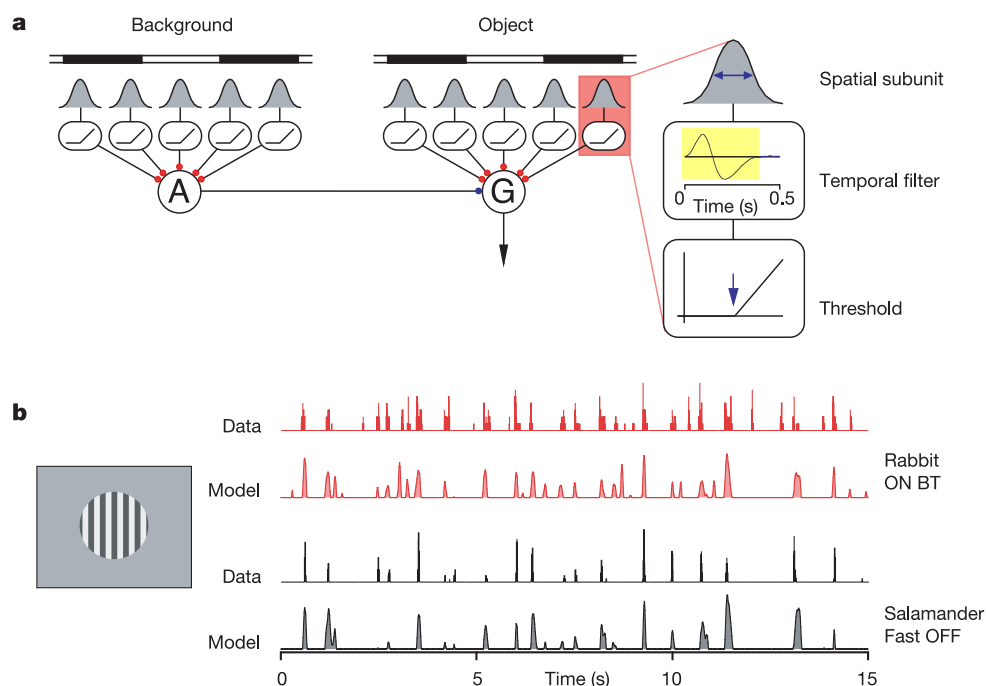 a
Background
Object
Spatial subunit
A
G
0
0.5
Time (s)
Temporal filter
Threshold
b
Data
Model
Rabbit
ON BT
Data
Model
Salamander
Fast OFF
0
5
10
15
Time (s)